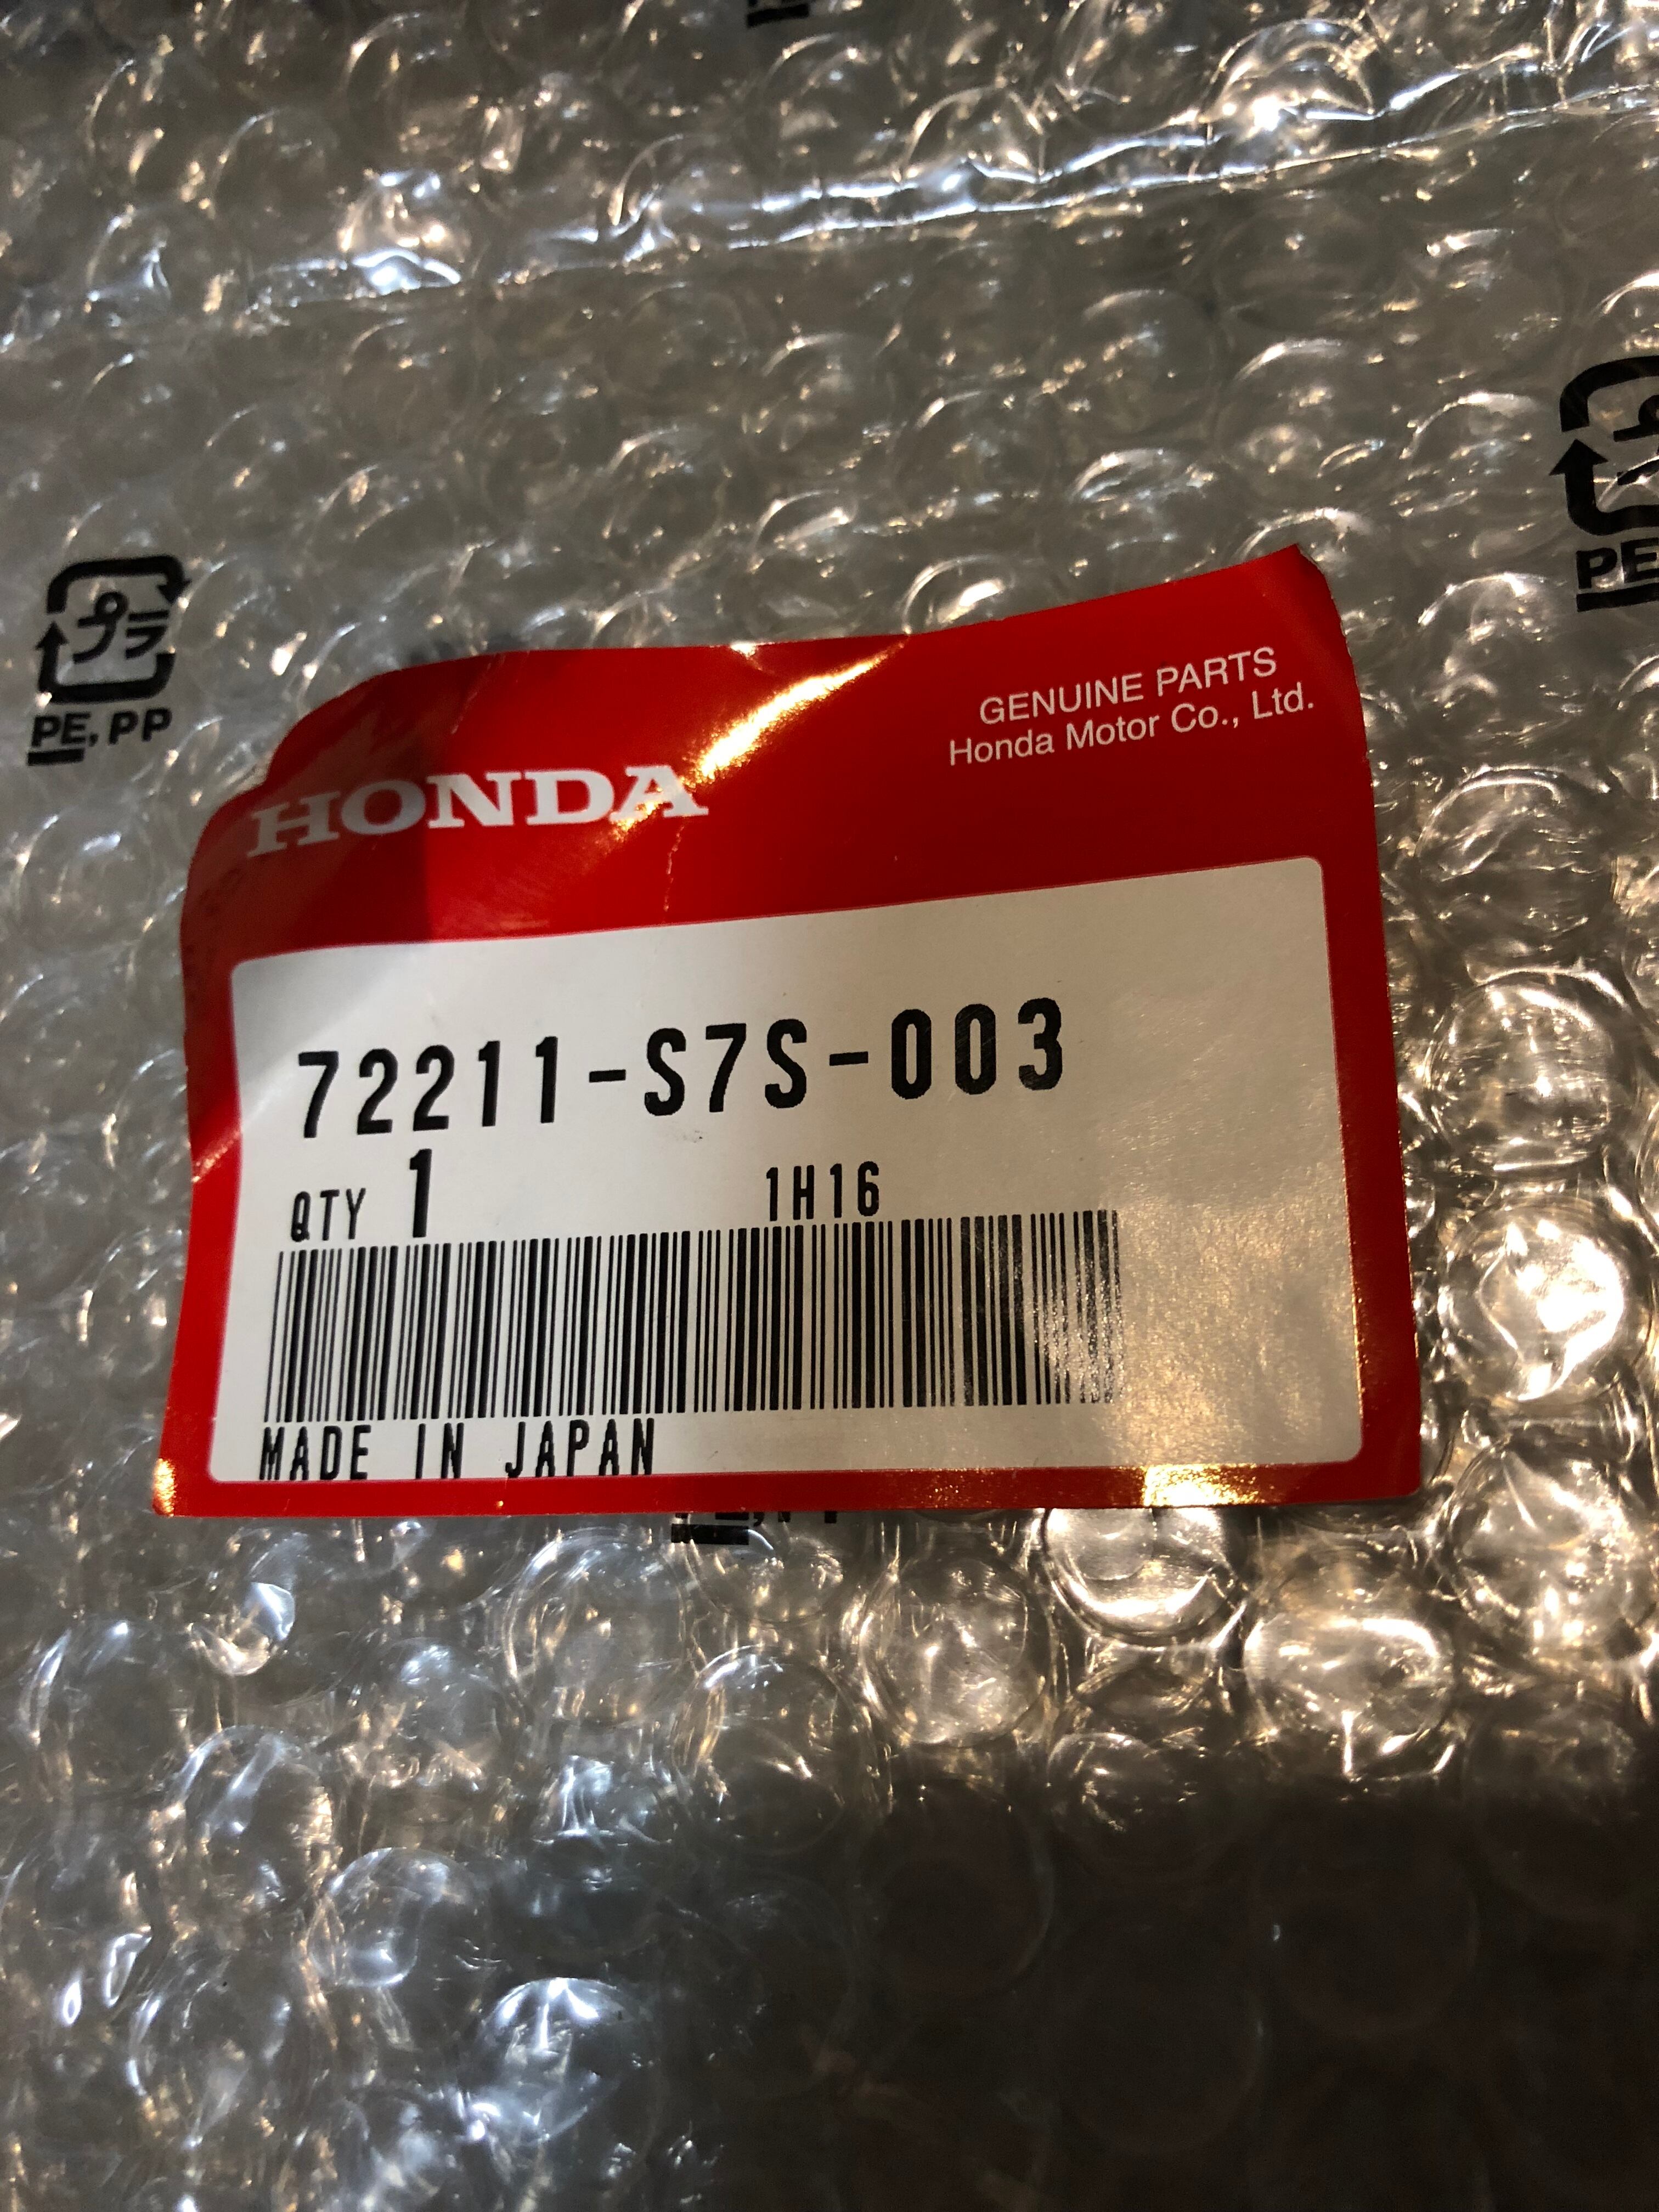 プラ
PE, PP
PE
HONDA
GENUINE PARTS
Honda Motor Co., Ltd.
72211-S7S-003
QTY 1 1H16
MADE IN JAPAN